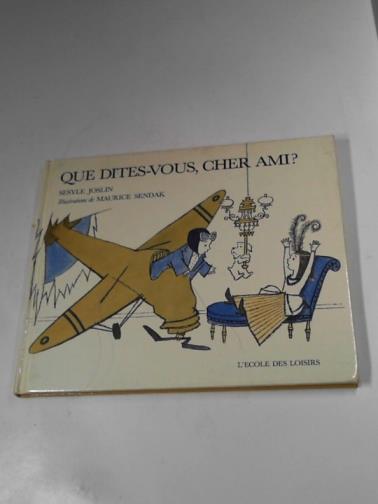 QUE DITES-VOUS, CHER AMI?
SESYLE JOSLIN
Illustrations de MAURICE SENDAK
L'ECOLE DES LOISIRS